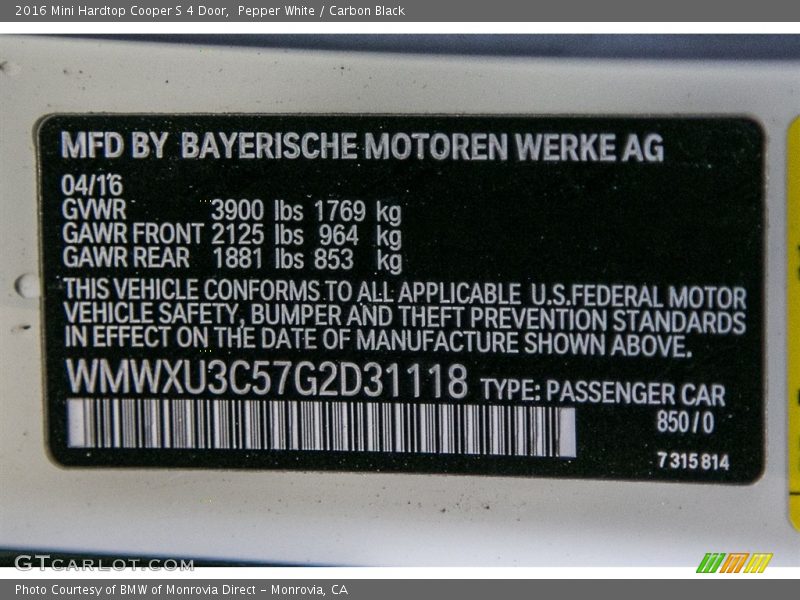 2016 Mini Hardtop Cooper S 4 Door, Pepper White / Carbon Black
MFD BY BAYERISCHE MOTOREN WERKE AG
04/16
GVWR 3900 lbs 1769 kg
GAWR FRONT 2125 lbs 964 kg
GAWR REAR 1881 lbs 853 kg
THIS VEHICLE CONFORMS TO ALL APPLICABLE U.S.FEDERAL MOTOR
VEHICLE SAFETY, BUMPER AND THEFT PREVENTION STANDARDS
IN EFFECT ON THE DATE OF MANUFACTURE SHOWN ABOVE.
WMWXU3C57G2D31118 TYPE: PASSENGER CAR
850/0
7 315 814
GTCARLOT.COM
Photo Courtesy of BMW of Monrovia Direct - Monrovia, CA